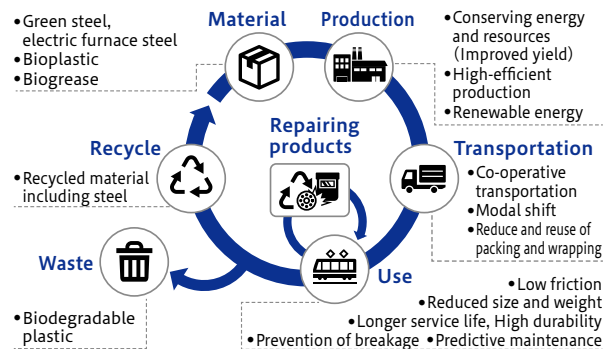 Material
•Green steel,
electric furnace steel
•Bioplastic
•Biogrease
Production
•Conserving energy
and resources
(Improved yield)
•High-efficient
production
•Renewable energy
Transportation
•Co-operative
transportation
•Modal shift
•Reduce and reuse of
packing and wrapping
Repairing
products
Recycle
•Recycled material
including steel
Waste
•Biodegradable
plastic
Use
•Low friction
•Reduced size and weight
•Longer service life, High durability
•Prevention of breakage •Predictive maintenance